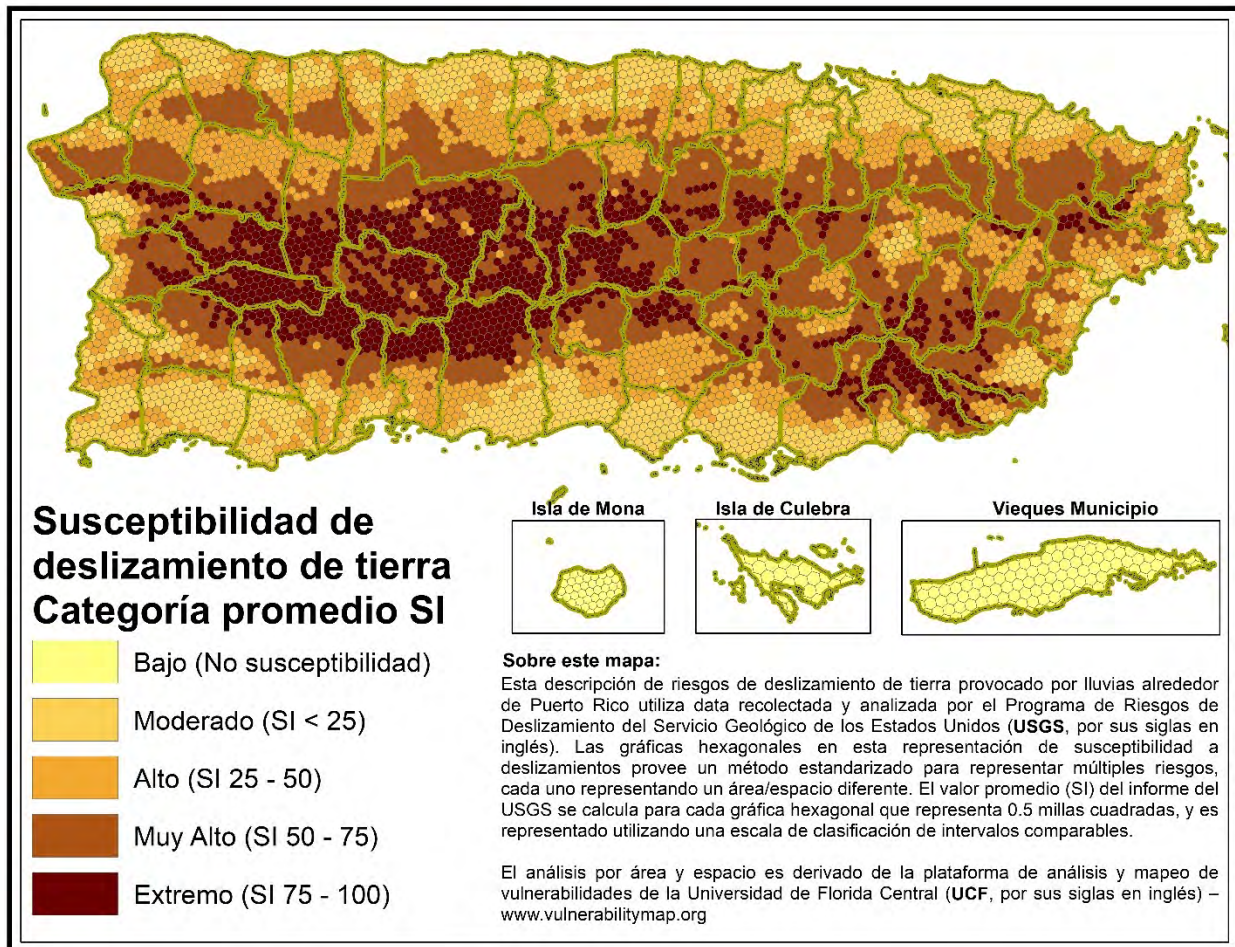 Isla de Mona
Isla de Culebra
Vieques Municipio
Susceptibilidad de
deslizamiento de tierra
Categoría promedio SI
Bajo (No susceptibilidad)
Moderado (SI < 25)
Alto (SI 25 - 50)
Muy Alto (SI 50 - 75)
Extremo (SI 75 - 100)
Sobre este mapa:
Esta descripción de riesgos de deslizamiento de tierra provocado por lluvias alrededor
de Puerto Rico utiliza data recolectada y analizada por el Programa de Riesgos de
Deslizamiento del Servicio Geológico de los Estados Unidos (USGS, por sus siglas en
inglés). Las gráficas hexagonales en esta representación de susceptibilidad a
deslizamientos provee un método estandarizado para representar múltiples riesgos,
cada uno representando un área/espacio diferente. El valor promedio (SI) del informe del
USGS se calcula para cada gráfica hexagonal que representa 0.5 millas cuadradas, y es
representado utilizando una escala de clasificación de intervalos comparables.
El análisis por área y espacio es derivado de la plataforma de análisis y mapeo de
vulnerabilidades de la Universidad de Florida Central (UCF, por sus siglas en inglés) –
www.vulnerabilitymap.org